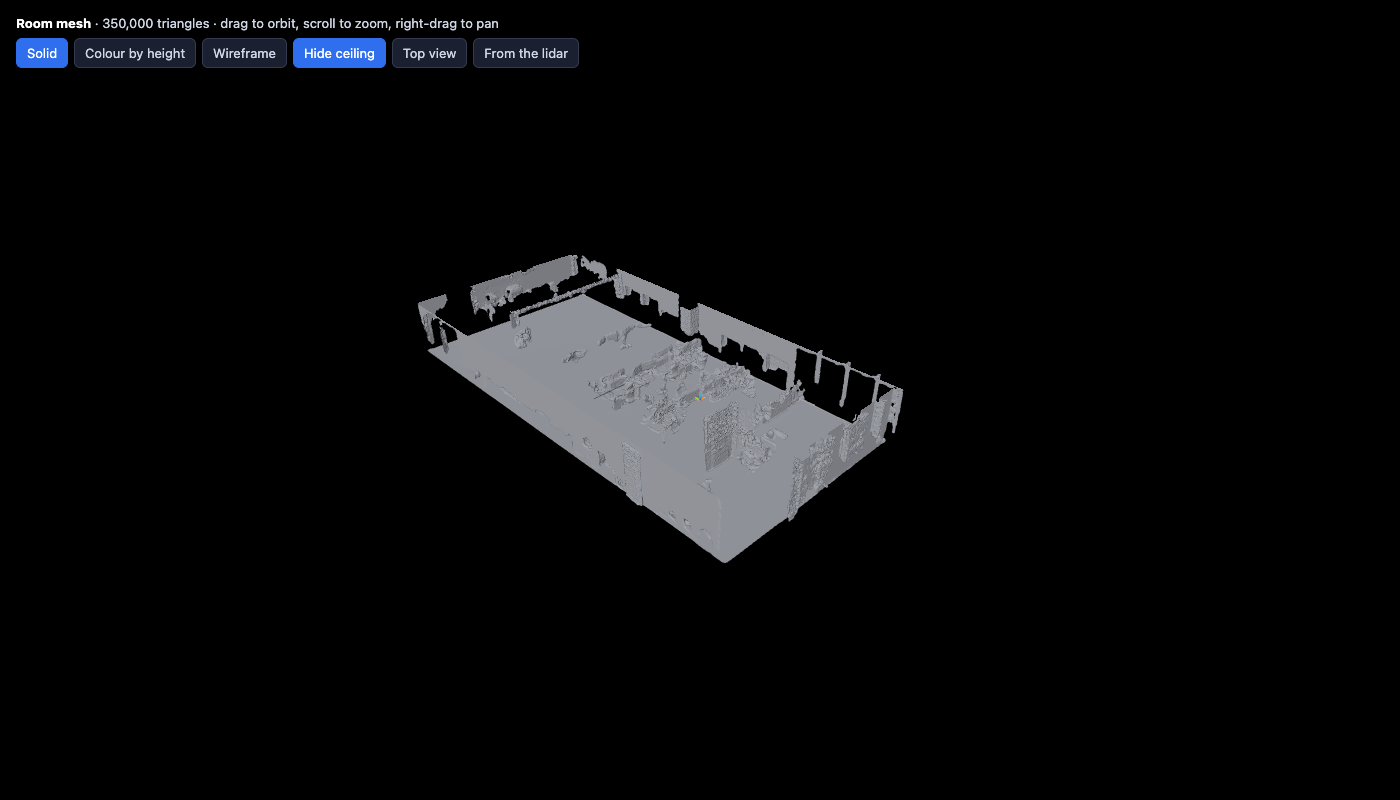 Room mesh · 350,000 triangles · drag to orbit, scroll to zoom, right-drag to pan
Solid Colour by height Wireframe Hide ceiling Top view From the lidar